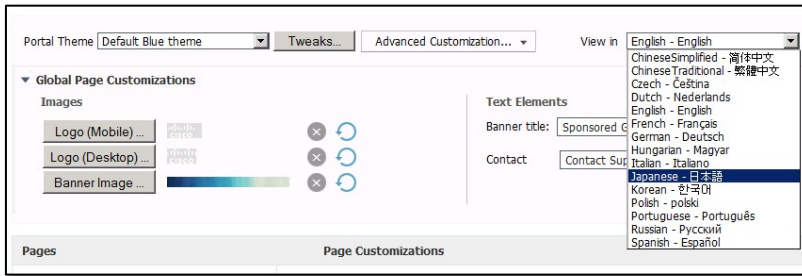 Portal Theme Default Blue theme Tweaks... Advanced Customization... View in English - English
ChineseSimplified - 简体中文
ChineseTraditional - 繁體中文
Czech - Čeština
Dutch - Nederlands
English - English
French - Français
German - Deutsch
Hungarian - Magyar
Italian - Italiano
Japanese - 日本語
Korean - 한국어
Polish - polski
Portuguese - Português
Russian - Русский
Spanish - Español
Global Page Customizations
Images
Logo (Mobile) ...
Logo (Desktop) ...
Banner Image ...
Text Elements
Banner title: Sponsored G
Contact Contact Sup
Pages Page Customizations